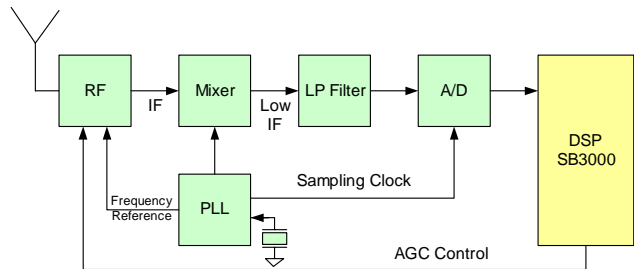 RF
IF
Mixer
Low
IF
LP Filter
A/D
DSP
SB3000
Frequency
Reference
PLL
Sampling Clock
AGC Control